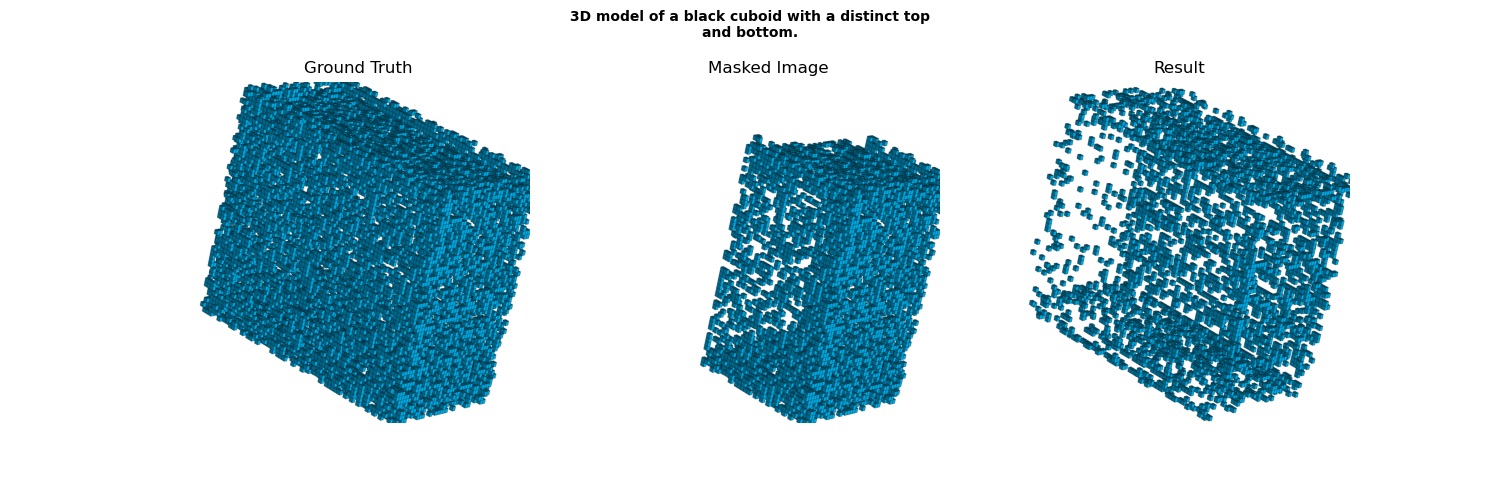 3D model of a black cuboid with a distinct top
and bottom.
Ground Truth
Masked Image
Result